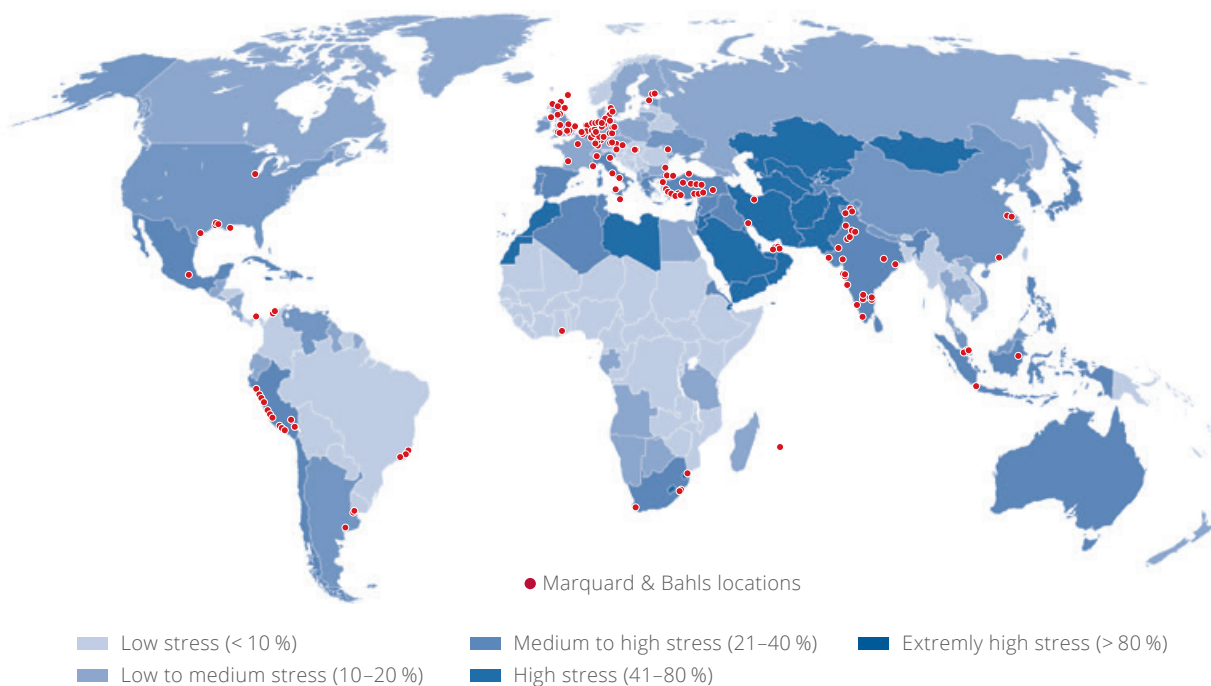 Marquard & Bahls locations
Low stress (< 10 %)
Low to medium stress (10–20 %)
Medium to high stress (21–40 %)
High stress (41–80 %)
Extremly high stress (> 80 %)